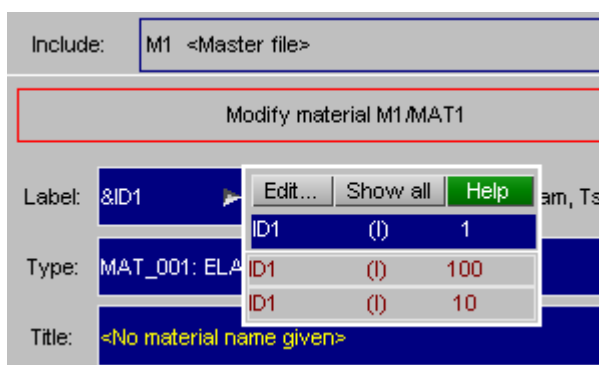 Include: M1 <Master file>
Modify material M1/MAT1
Label: &ID1 Edit... Show all Help am, Ts
ID1 (I) 1
Type: MAT_001: ELA ID1 (I) 100
ID1 (I) 10
Title: <No material name given>